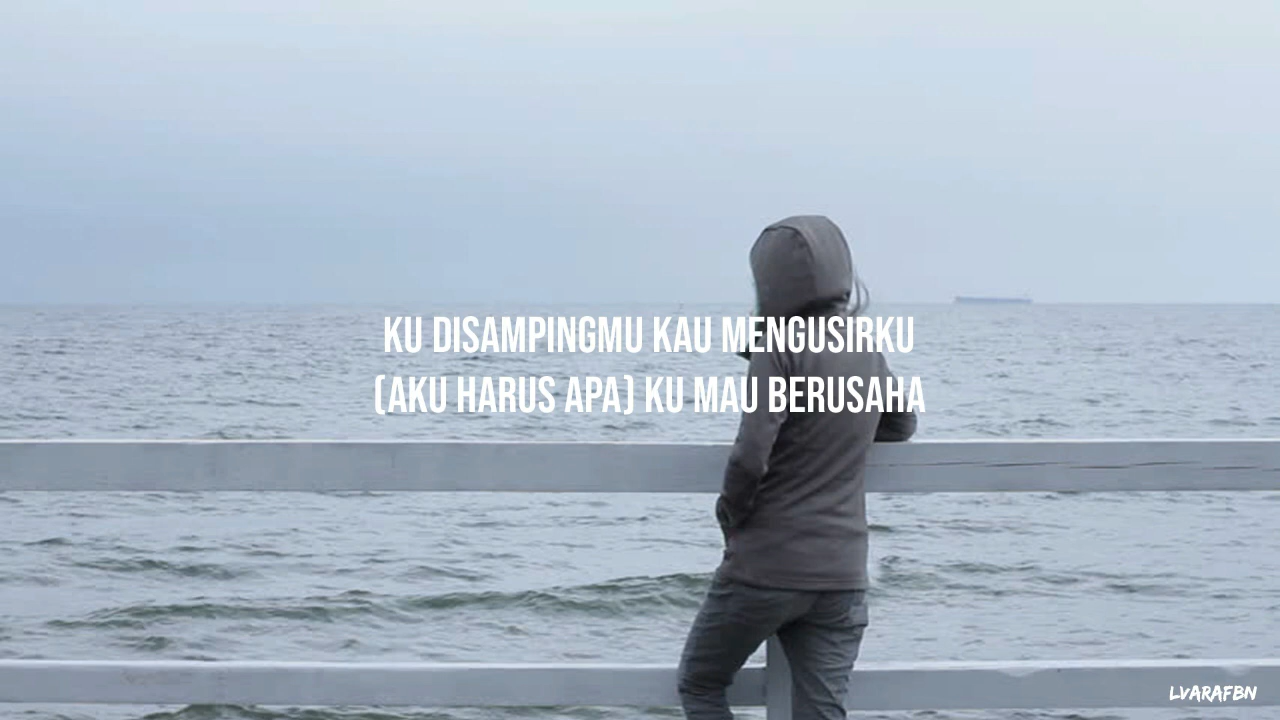 KU DISAMPINGMU KAU MENGUSIRKU
(AKU HARUS APA) KU MAU BERUSAHA
LVARAFBN